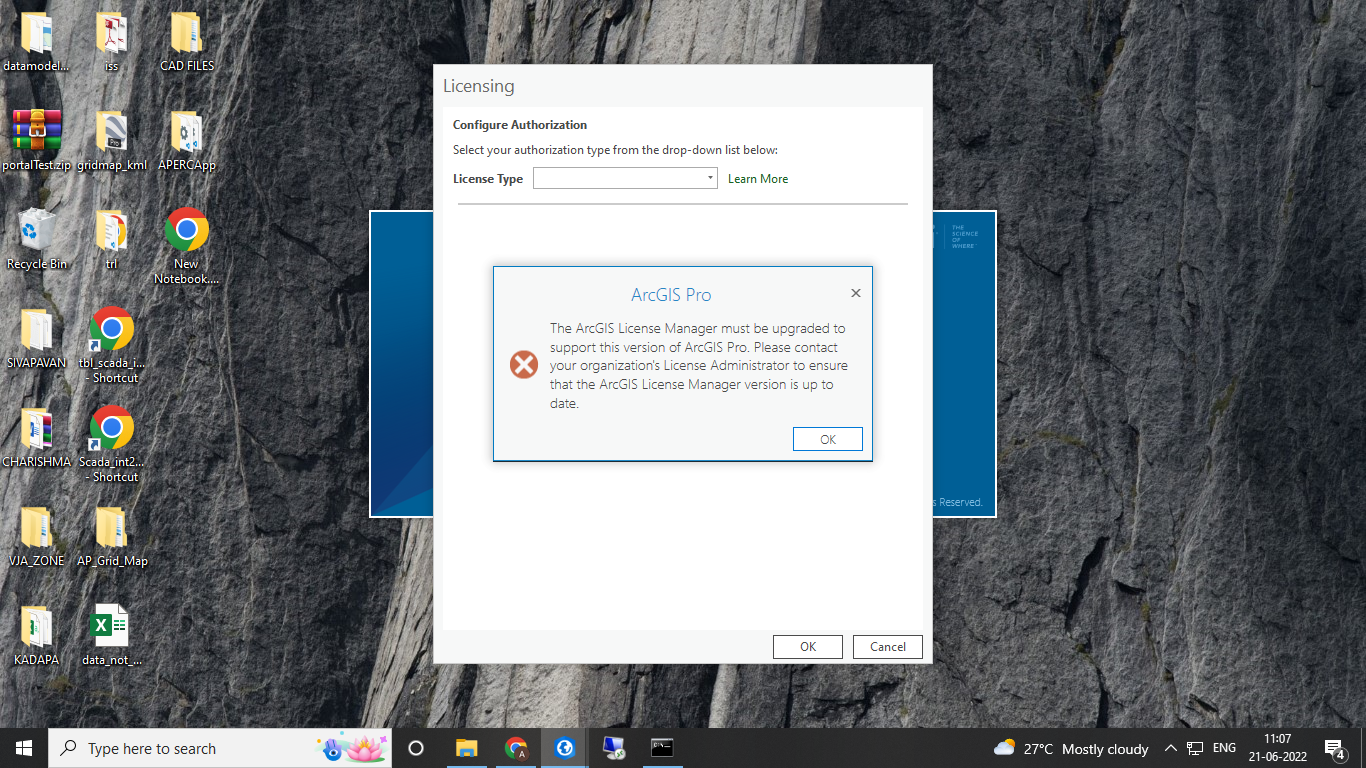 datamodel...
iss
CAD FILES
portalTest.zip
gridmap_kml
APERCApp
Pro
Recycle Bin
trl
New
Notebook....
SIVAPAVAN
tbl_scada_i...
- Shortcut
CHARISHMA
Scada_int2...
- Shortcut
VJA_ZONE
AP_Grid_Map
KADAPA
data_not_...
Licensing
Configure Authorization
Select your authorization type from the drop-down list below:
License Type
Learn More
THE
SCIENCE
OF
WHERE™
ArcGIS Pro
The ArcGIS License Manager must be upgraded to
support this version of ArcGIS Pro. Please contact
your organization's License Administrator to ensure
that the ArcGIS License Manager version is up to
date.
OK
s Reserved.
OK
Cancel
Type here to search
A
27°C Mostly cloudy
ENG
11:07
21-06-2022
4